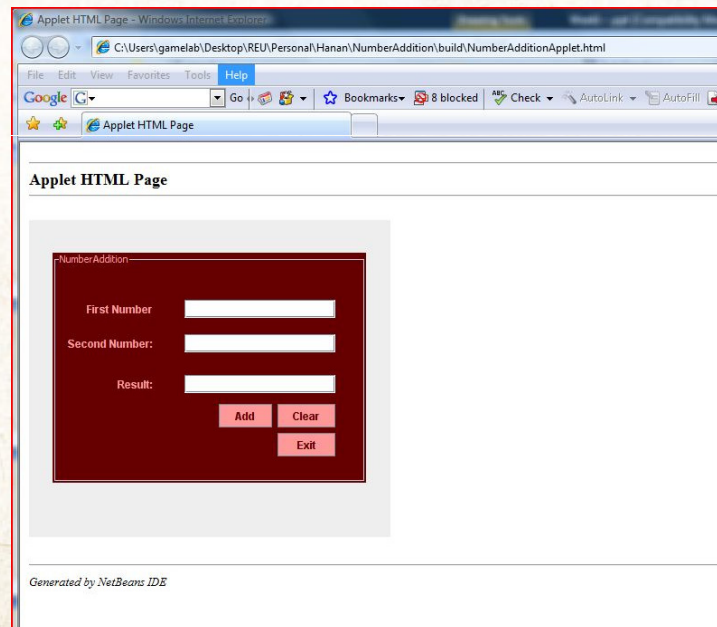 Applet HTML Page - Windows Internet Explorer
C:\Users\gamelab\Desktop\REU\Personal\Hanan\NumberAddition\build\NumberAdditionApplet.html
File Edit View Favorites Tools Help
Google G Go Bookmarks 8 blocked ABC Check AutoLink AutoFill
Applet HTML Page
Applet HTML Page
NumberAddition
First Number
Second Number:
Result:
Add Clear
Exit
Generated by NetBeans IDE